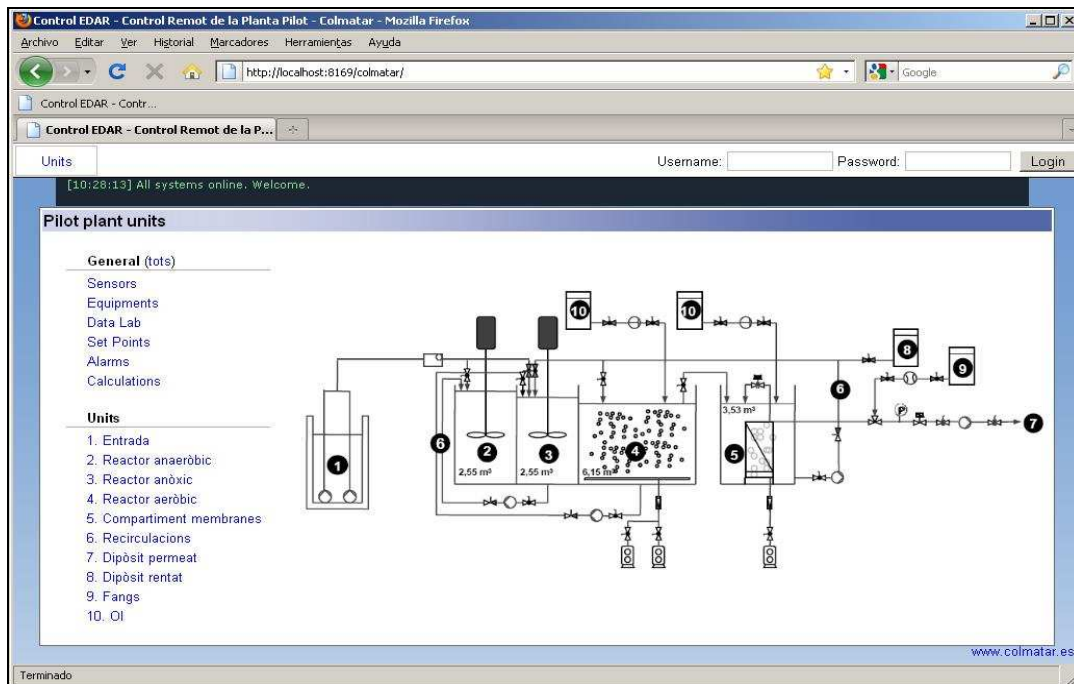 Control EDAR - Control Remot de la Planta Pilot - Colmatar - Mozilla Firefox
Archivo Editar Ver Historial Marcadores Herramientas Ayuda
http://localhost:8169/colmatar/
Google
Control EDAR - Contr...
Control EDAR - Control Remot de la P...
Units
Username:
Password:
Login
[10:28:13] All systems online. Welcome.
Pilot plant units
General (tots)
Sensors
Equipments
Data Lab
Set Points
Alarms
Calculations
Units
1. Entrada
2. Reactor anaeròbic
3. Reactor anòxic
4. Reactor aeròbic
5. Compartiment membranes
6. Recirculacions
7. Dipòsit permeat
8. Dipòsit rentat
9. Fangs
10. OI
10
10
8
9
6
3,53 m³
P
7
1
6
2
3
4
5
2,55 m³
2,55 m³
6,15 m³
www.colmatar.es
Terminado